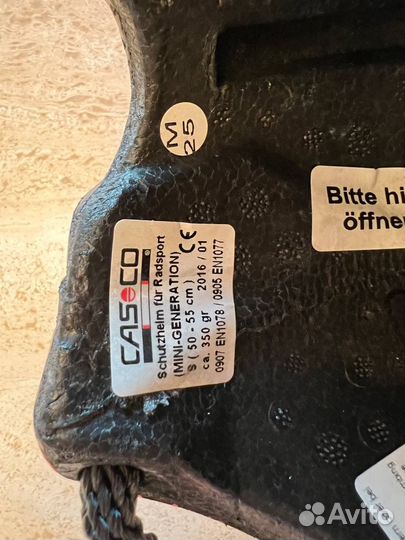 M
25
Bitte hi
öffne
CASCO
Schutzhelm für Radsport
(MINI-GENERATION) CE
S ( 50 - 55 cm )
ca. 350 gr 2016 / 01
0907 EN1078 / 0905 EN1077
Avito